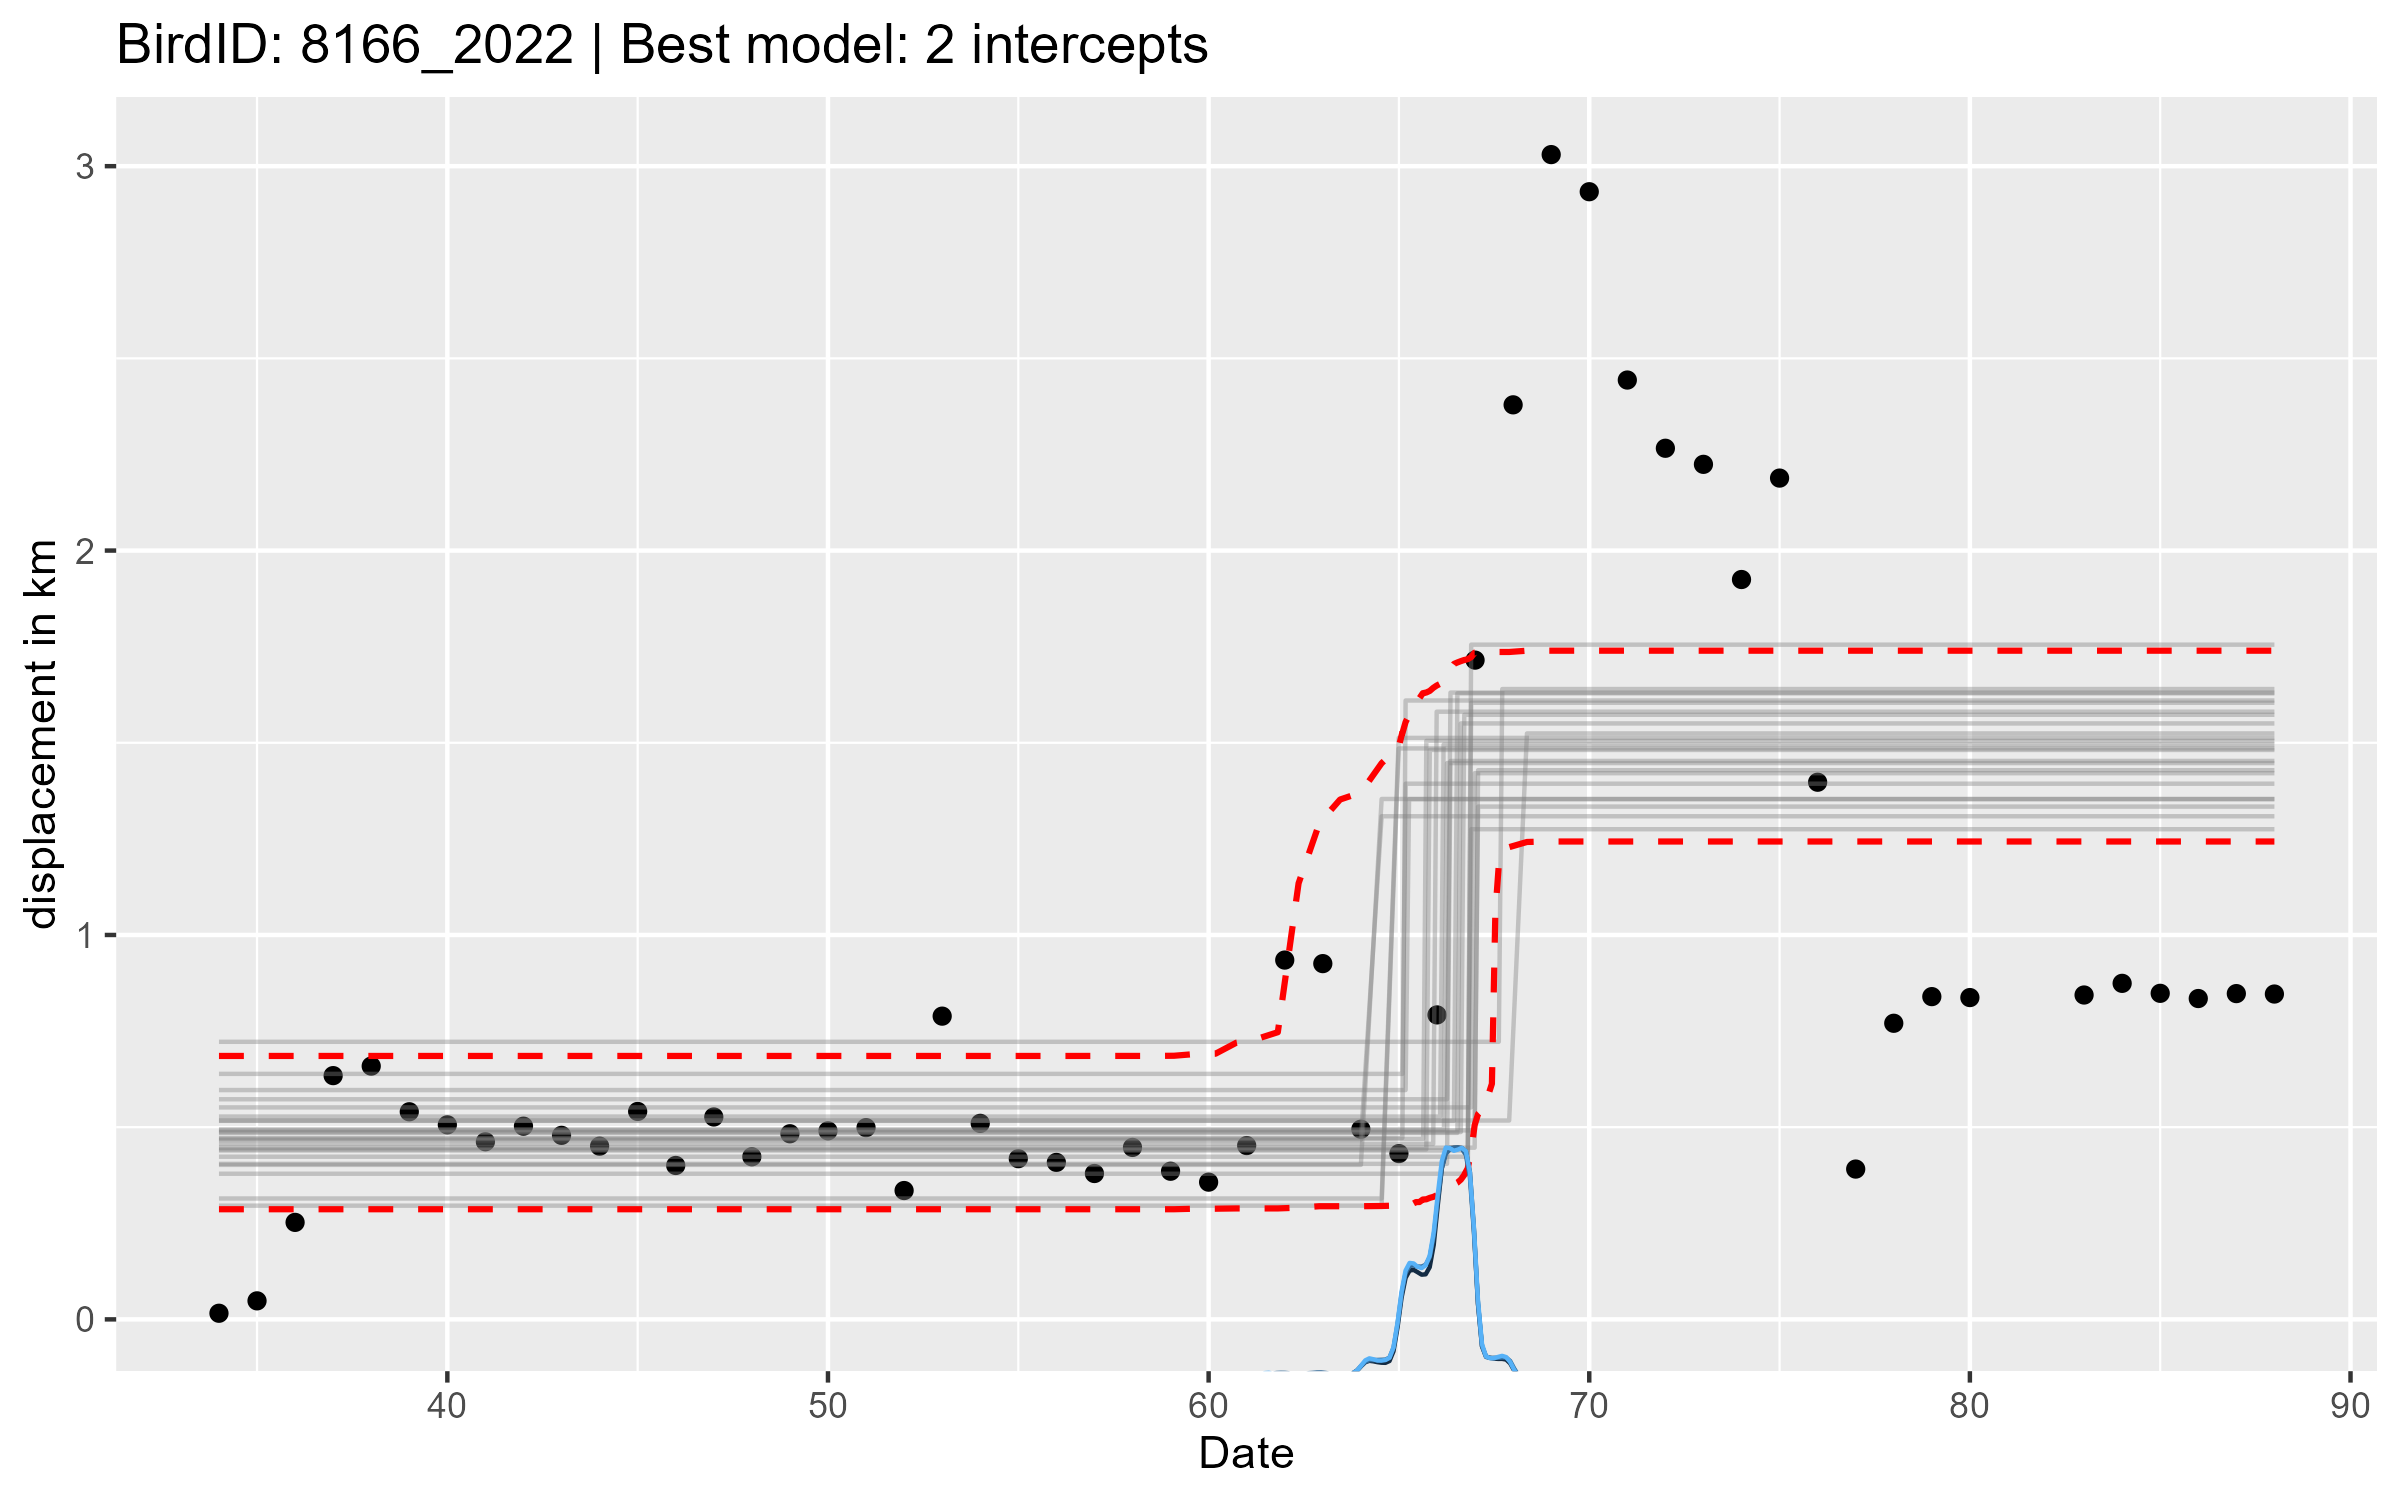 BirdID: 8166_2022 | Best model: 2 intercepts
displacement in km
3
2
1
0
40 50 60 70 80 90
Date